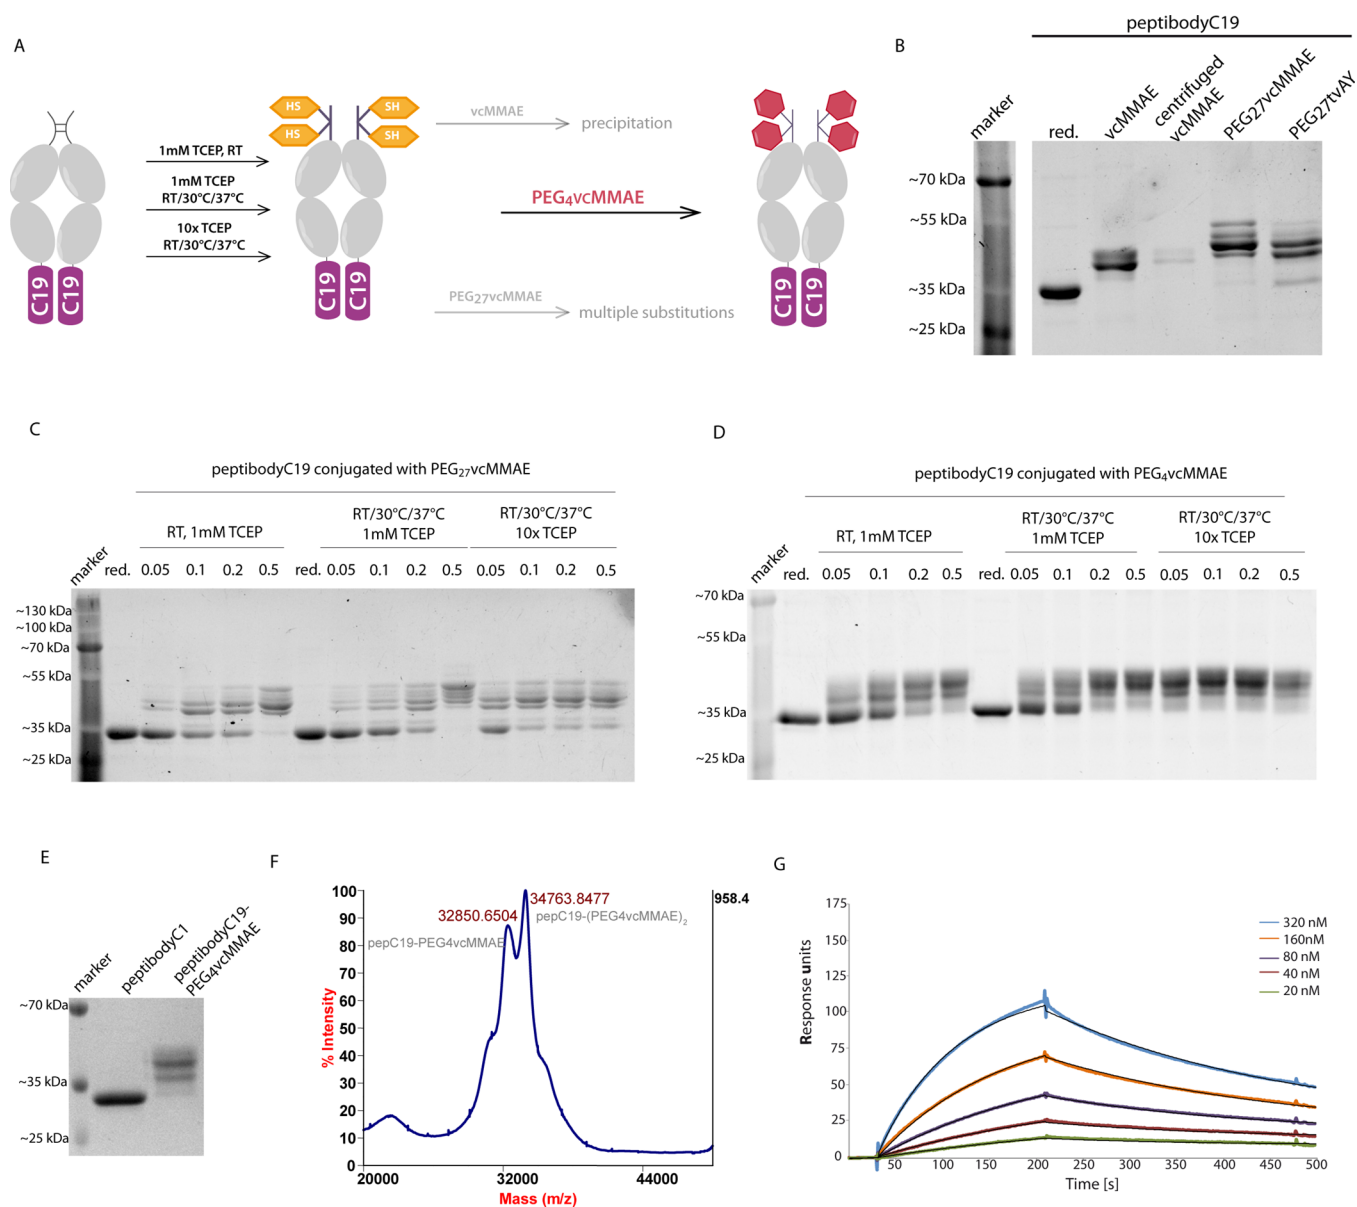 A
1mM TCEP, RT
1mM TCEP
RT/30°C/37°C
10x TCEP
RT/30°C/37°C
C19
C19
HS
SH
HS
SH
C19
C19
vcMMAE
precipitation
PEG4vcMMAE
PEG27vcMMAE
multiple substitutions
C19
C19
B
peptibodyC19
marker
red.
vcMMAE
centrifuged
vcMMAE
PEG27vcMMAE
PEG27tvAY
~70 kDa
~55 kDa
~35 kDa
~25 kDa
C
peptibodyC19 conjugated with PEG27vcMMAE
RT, 1mM TCEP
RT/30°C/37°C
1mM TCEP
RT/30°C/37°C
10x TCEP
marker
red. 0.05 0.1 0.2 0.5 red. 0.05 0.1 0.2 0.5 0.05 0.1 0.2 0.5
~130 kDa
~100 kDa
~70 kDa
~55 kDa
~35 kDa
~25 kDa
D
peptibodyC19 conjugated with PEG4vcMMAE
RT, 1mM TCEP
RT/30°C/37°C
1mM TCEP
RT/30°C/37°C
10x TCEP
marker
red. 0.05 0.1 0.2 0.5 red. 0.05 0.1 0.2 0.5 0.05 0.1 0.2 0.5
~70 kDa
~55 kDa
~35 kDa
~25 kDa
E
marker
peptibodyC1
peptibodyC19-
PEG4vcMMAE
~70 kDa
~35 kDa
~25 kDa
F
100
90
80
70
60
50
40
30
20
10
0
% Intensity
32850.6504
34763.8477
pepC19-PEG4vcMMAE
pepC19-(PEG4vcMMAE)2
958.4
20000 32000 44000
Mass (m/z)
G
175
150
125
100
75
50
25
0
Response units
320 nM
160nM
80 nM
40 nM
20 nM
50 100 150 200 250 300 350 400 450 500
Time [s]